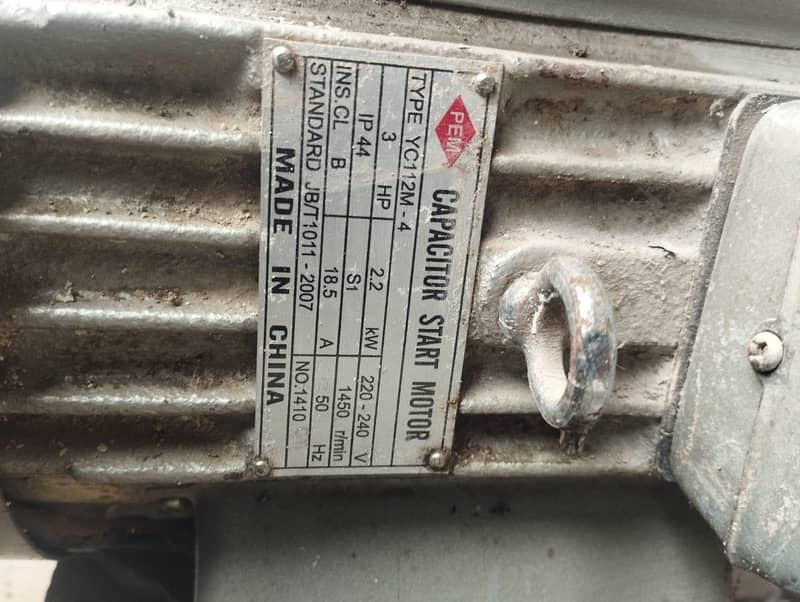 PEM
CAPACITOR START MOTOR
TYPE YC112M-4
3 HP 2.2 kW 220-240 V
IP 44 S1 1450 r/min
INS.CL B 18.5 A 50 Hz
STANDARD JB/T1011-2007 NO.1410
MADE IN CHINA